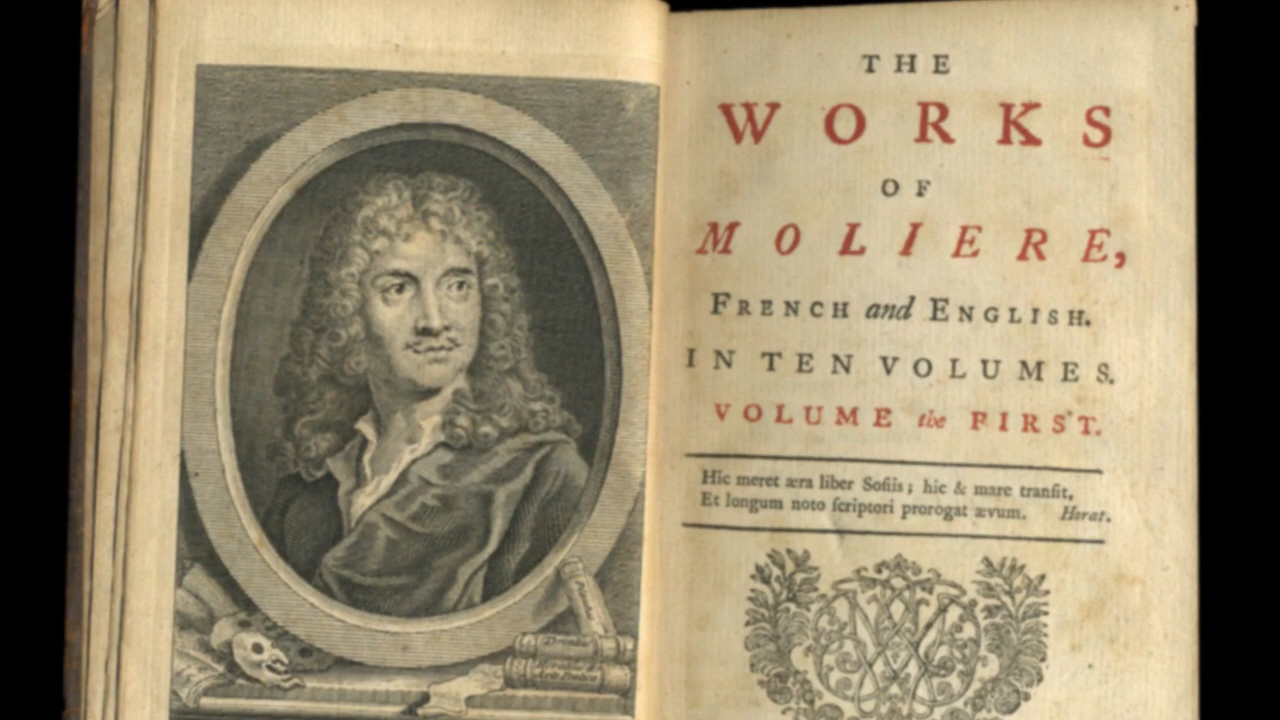 THE
WORKS
OF
MOLIERE,
FRENCH and ENGLISH.
IN TEN VOLUMES.
VOLUME the FIRST.
Hic meret æra liber Sosiis; hic & mare transit,
Et longum noto scriptori prorogat ævum. Horat.